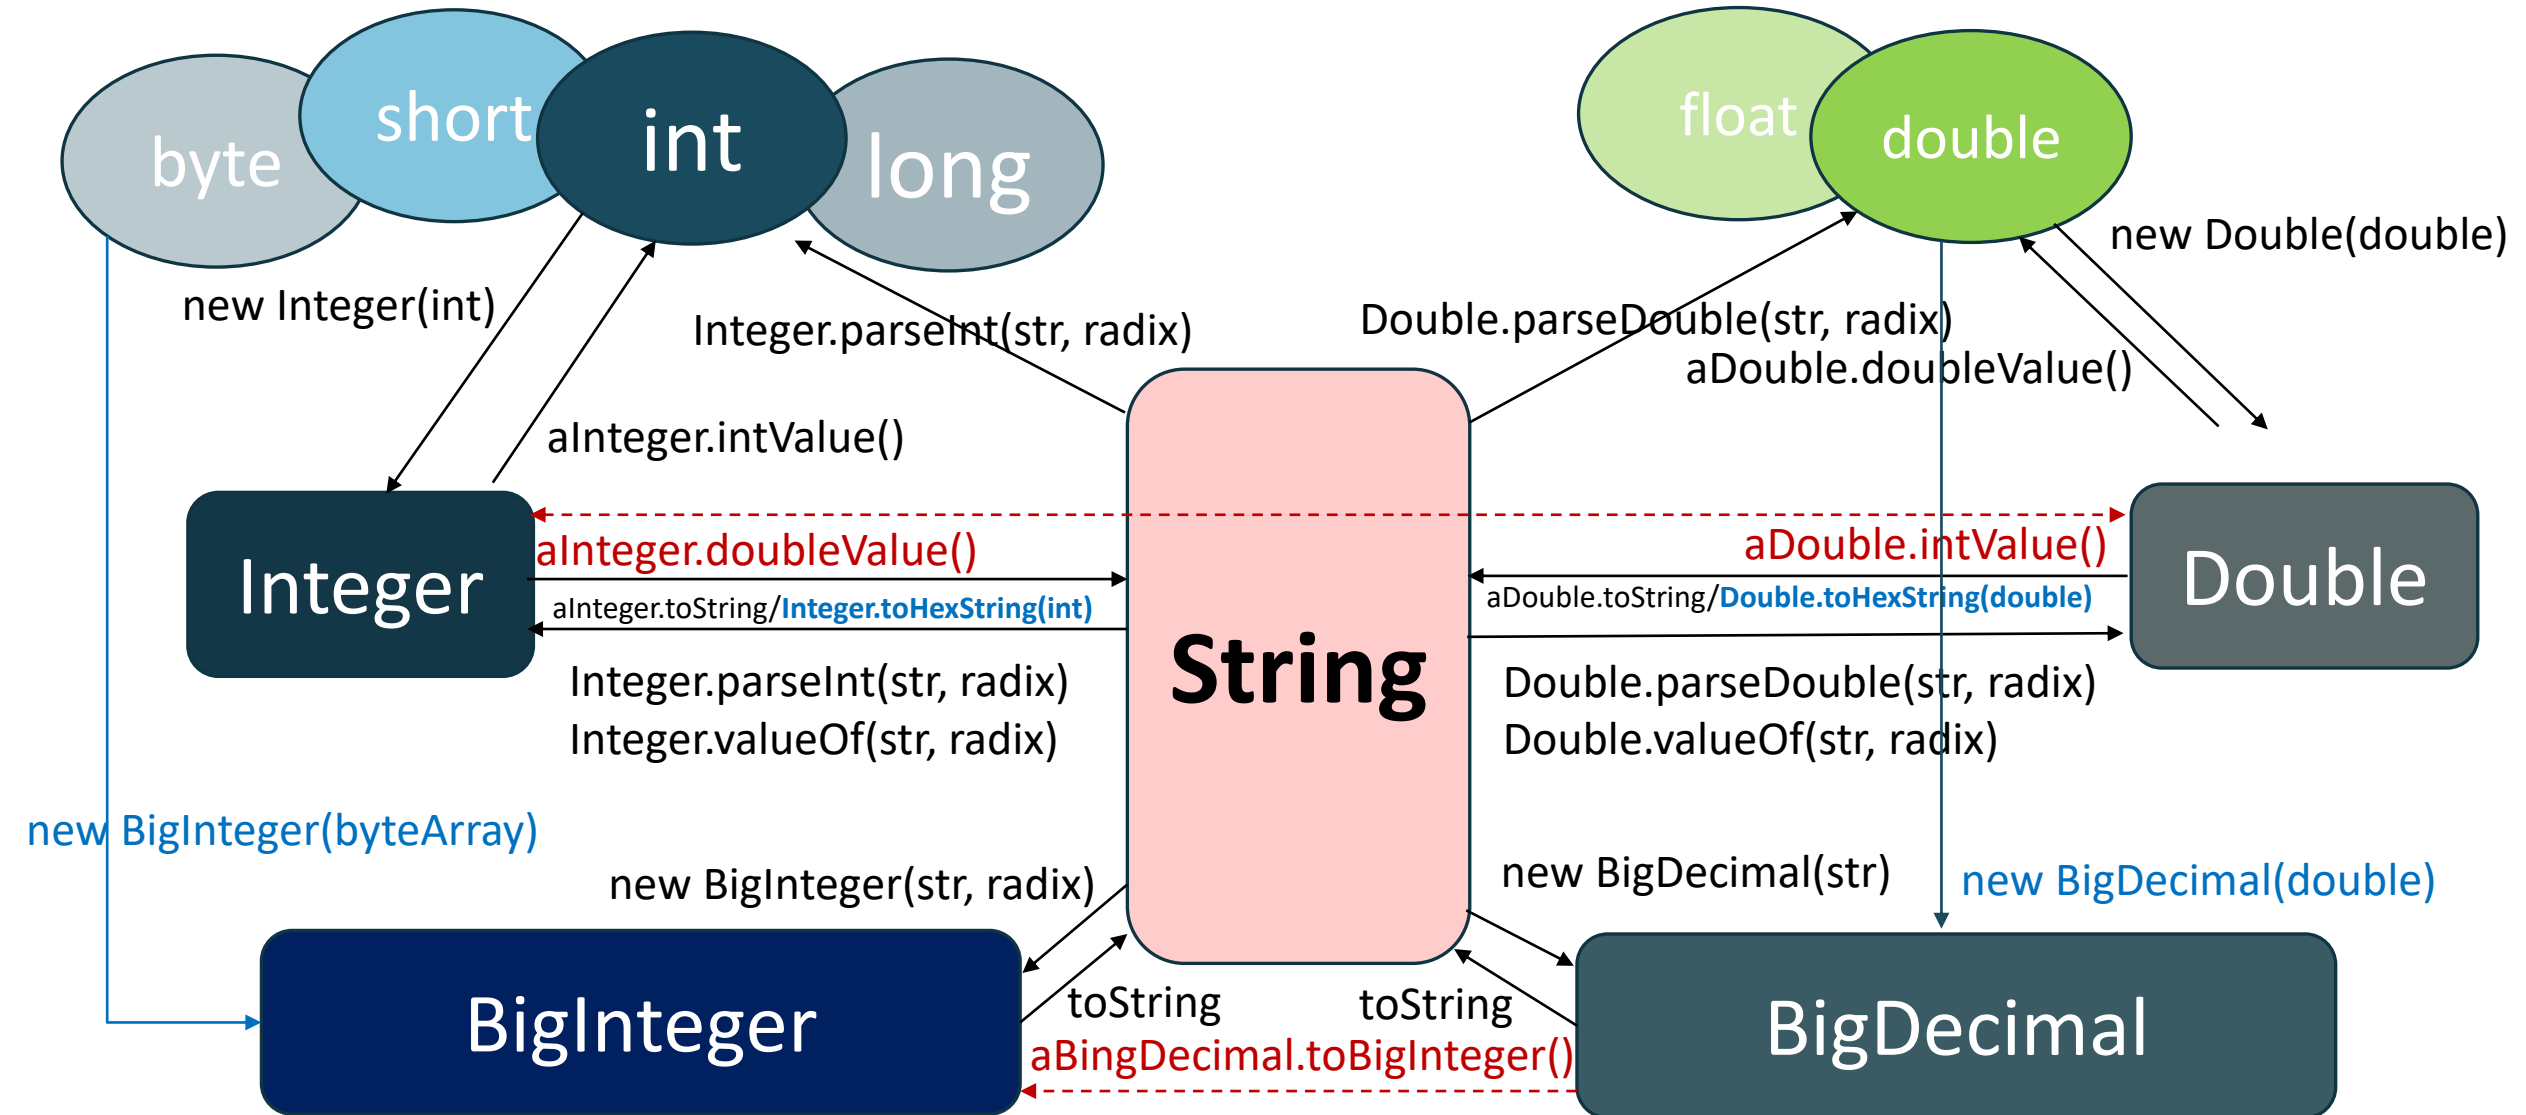 byte
short
int
long
float
double
new Double(double)
new Integer(int)
Integer.parseInt(str, radix)
Double.parseDouble(str, radix)
aDouble.doubleValue()
aInteger.intValue()
Integer
aInteger.doubleValue()
aInteger.toString/Integer.toHexString(int)
Integer.parseInt(str, radix)
Integer.valueOf(str, radix)
String
aDouble.intValue()
aDouble.toString/Double.toHexString(double)
Double.parseDouble(str, radix)
Double.valueOf(str, radix)
Double
new BigInteger(byteArray)
new BigInteger(str, radix)
new BigDecimal(str)
new BigDecimal(double)
BigInteger
toString
toString
aBingDecimal.toBigInteger()
BigDecimal